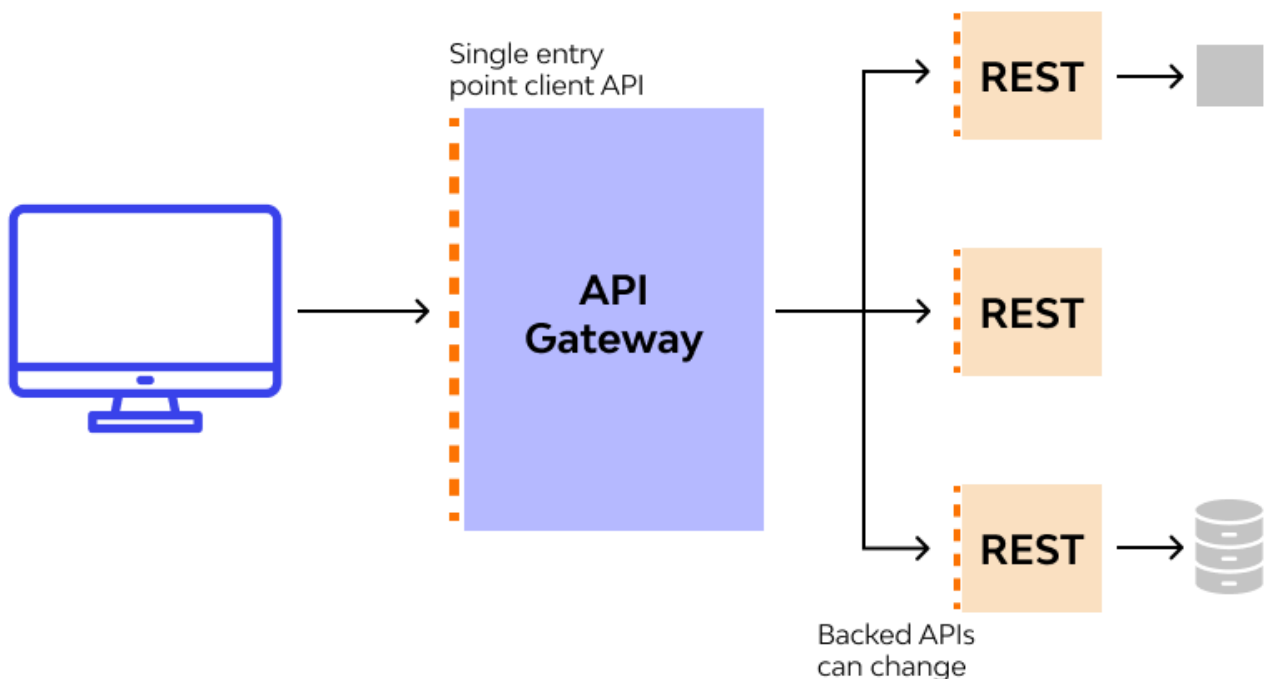 Single entry
point client API
API
Gateway
REST
REST
REST
Backed APIs
can change